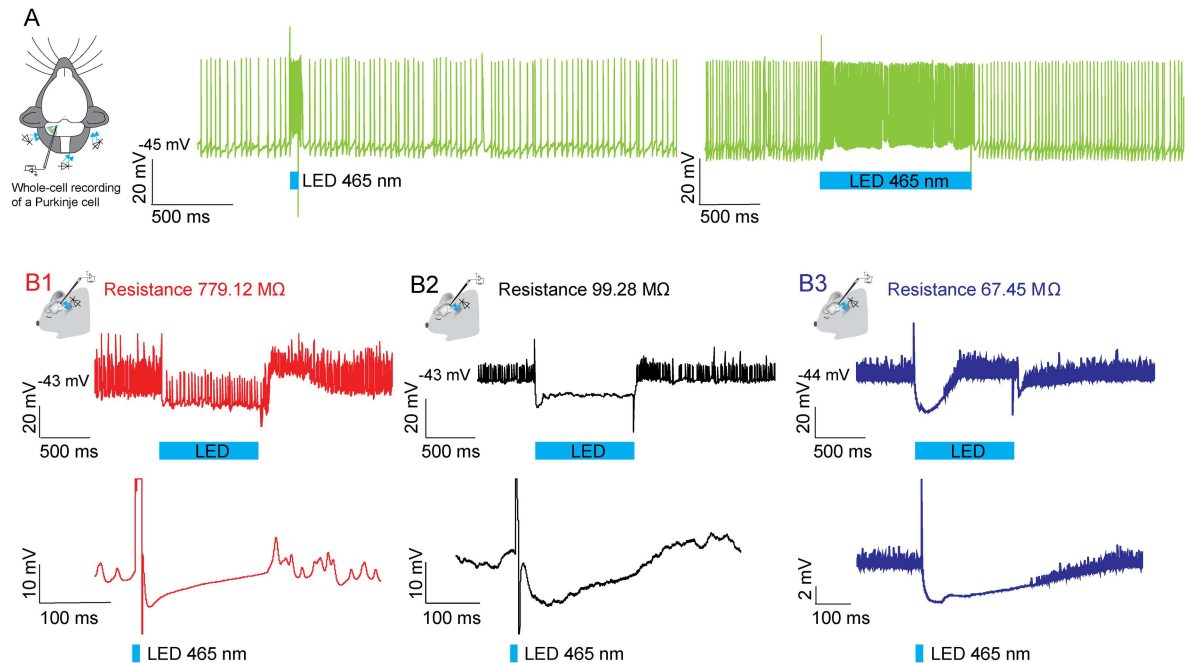 A
Whole-cell recording
of a Purkinje cell
-45 mV
20 mV
500 ms
LED 465 nm
20 mV
500 ms
LED 465 nm
B1
Resistance 779.12 MΩ
-43 mV
20 mV
500 ms
LED
10 mV
100 ms
LED 465 nm
B2
Resistance 99.28 MΩ
-43 mV
20 mV
500 ms
LED
10 mV
100 ms
LED 465 nm
B3
Resistance 67.45 MΩ
-44 mV
20 mV
500 ms
LED
2 mV
100 ms
LED 465 nm